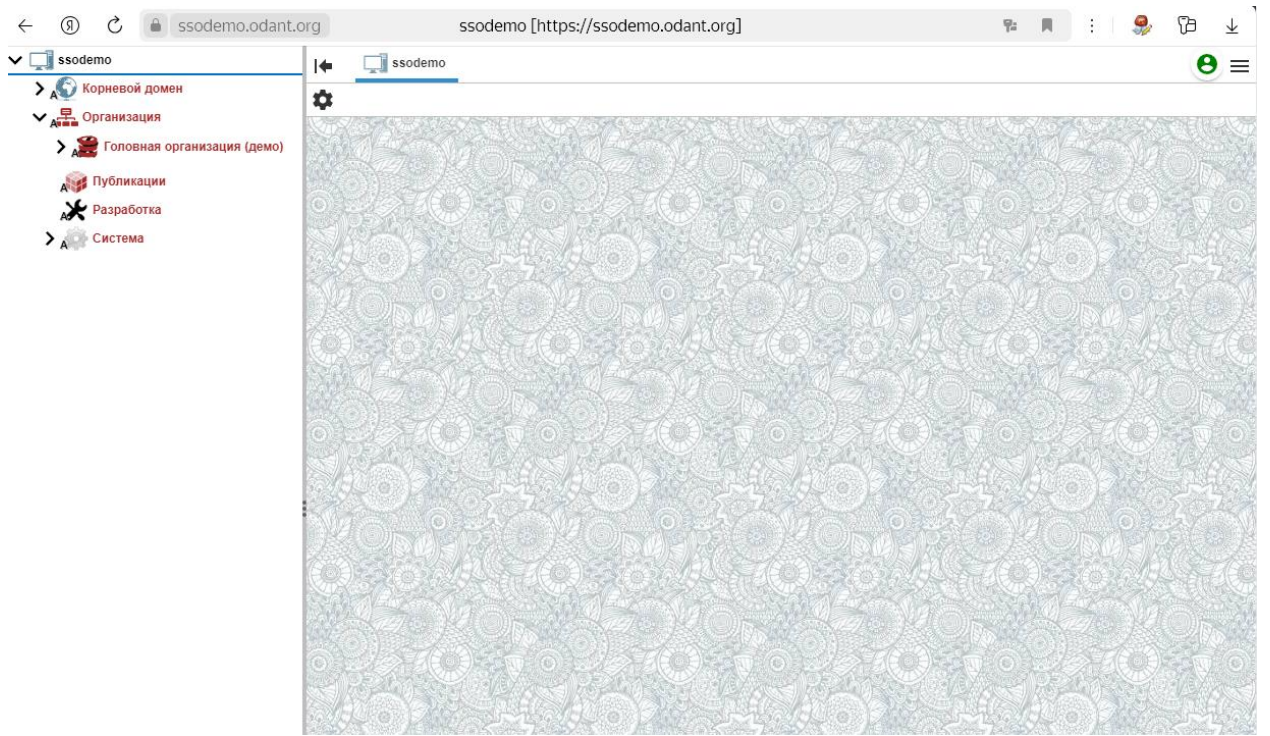 ssodemo.odant.org
ssodemo [https://ssodemo.odant.org]
ssodemo
Корневой домен
Организация
Головная организация (демо)
Публикации
Разработка
Система
ssodemo